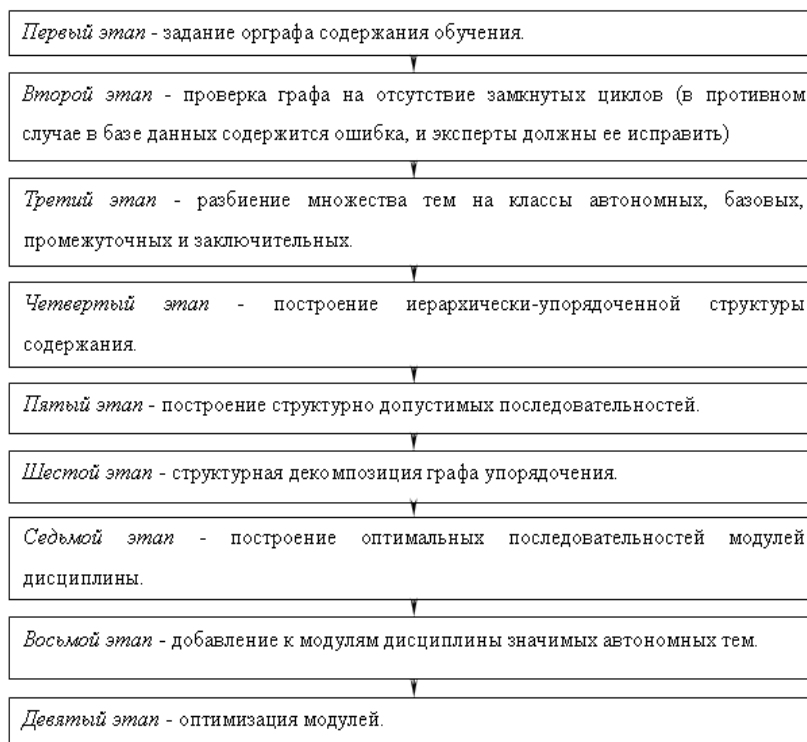 Первый этап - задание орграфа содержания обучения.
Второй этап - проверка графа на отсутствие замкнутых циклов (в противном
случае в базе данных содержится ошибка, и эксперты должны ее исправить)
Третий этап - разбиение множества тем на классы автономных, базовых,
промежуточных и заключительных.
Четвертый этап - построение иерархически-упорядоченной структуры
содержания.
Пятый этап - построение структурно допустимых последовательностей.
Шестой этап - структурная декомпозиция графа упорядочения.
Седьмой этап - построение оптимальных последовательностей модулей
дисциплины.
Восьмой этап - добавление к модулям дисциплины значимых автономных тем.
Девятый этап - оптимизация модулей.